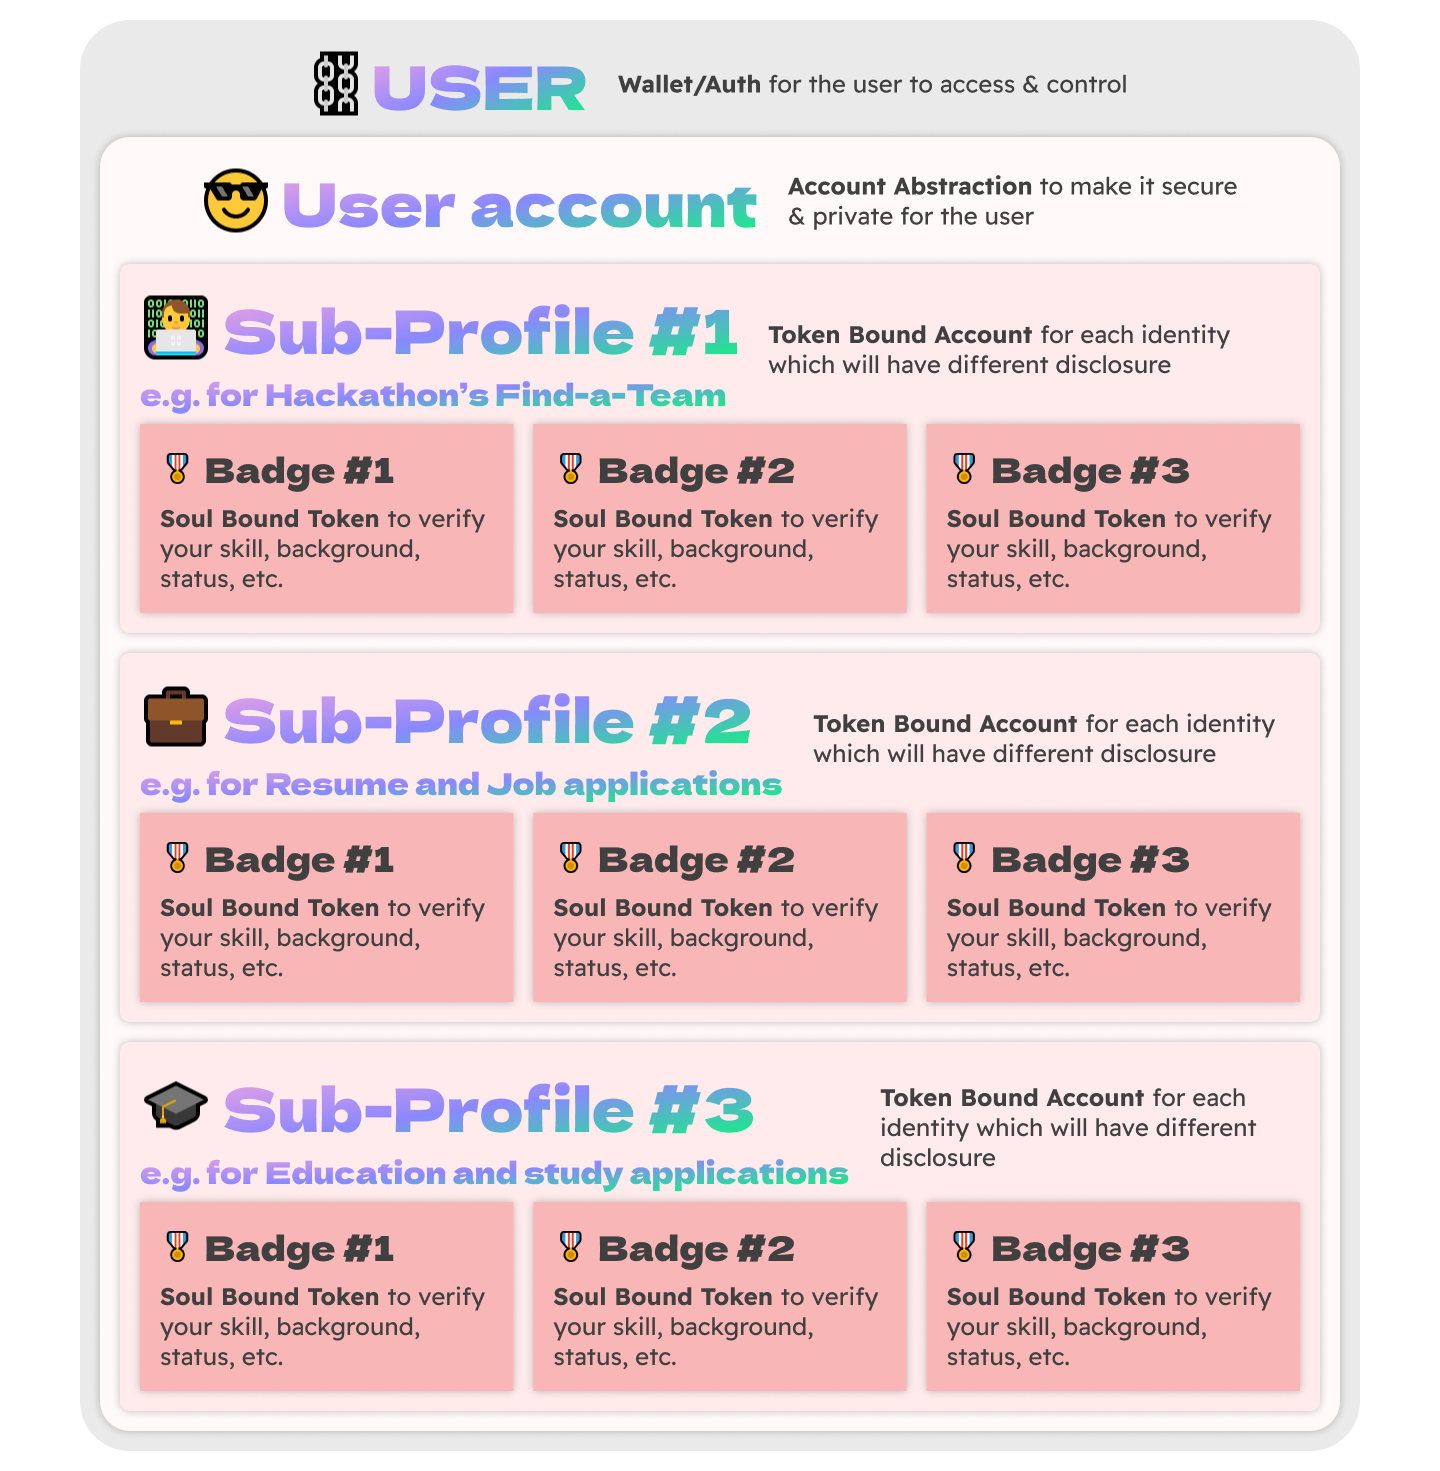 USER
Wallet/Auth for the user to access & control
User account
Account Abstraction to make it secure
& private for the user
Sub-Profile #1
Token Bound Account for each identity
which will have different disclosure
e.g. for Hackathon’s Find-a-Team
Badge #1
Soul Bound Token to verify
your skill, background,
status, etc.
Badge #2
Soul Bound Token to verify
your skill, background,
status, etc.
Badge #3
Soul Bound Token to verify
your skill, background,
status, etc.
Sub-Profile #2
Token Bound Account for each identity
which will have different disclosure
e.g. for Resume and Job applications
Badge #1
Soul Bound Token to verify
your skill, background,
status, etc.
Badge #2
Soul Bound Token to verify
your skill, background,
status, etc.
Badge #3
Soul Bound Token to verify
your skill, background,
status, etc.
Sub-Profile #3
Token Bound Account for each
identity which will have different
disclosure
e.g. for Education and study applications
Badge #1
Soul Bound Token to verify
your skill, background,
status, etc.
Badge #2
Soul Bound Token to verify
your skill, background,
status, etc.
Badge #3
Soul Bound Token to verify
your skill, background,
status, etc.